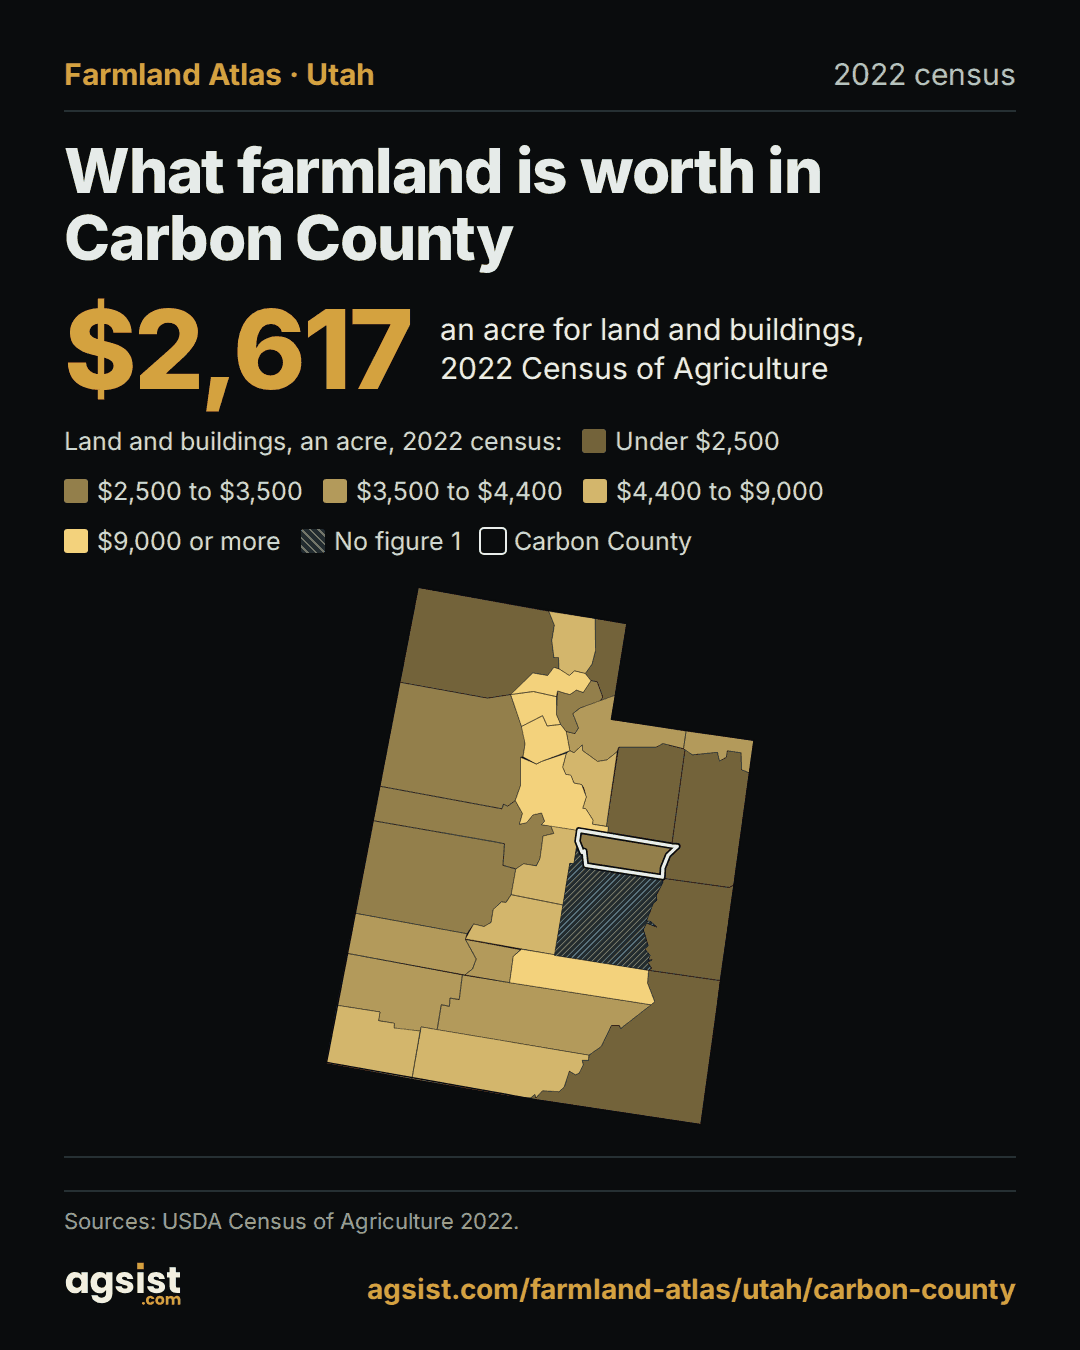 Farmland Atlas · Utah
2022 census
What farmland is worth in
Carbon County
$2,617
an acre for land and buildings,
2022 Census of Agriculture
Land and buildings, an acre, 2022 census: Under $2,500
$2,500 to $3,500 $3,500 to $4,400 $4,400 to $9,000
$9,000 or more No figure 1 Carbon County
Sources: USDA Census of Agriculture 2022.
agsist
.com
agsist.com/farmland-atlas/utah/carbon-county